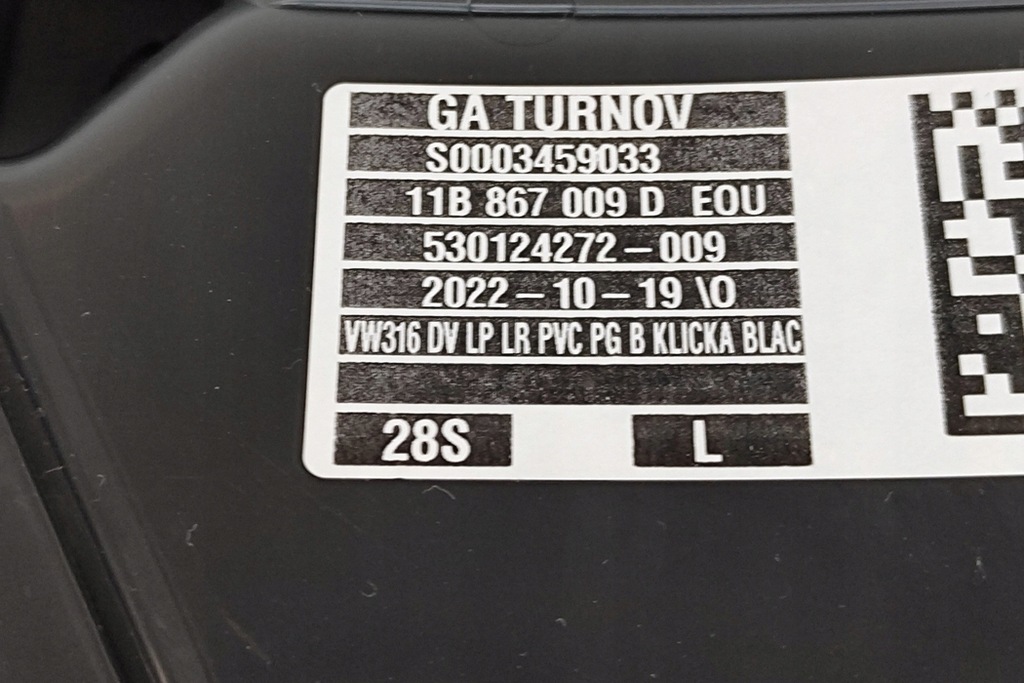 GA TURNOV
S0003459033
11B 867 009 D EOU
530124272-009
2022-10-19 \O
VW316 DV LP LR PVC PG B KLICKA BLAC
28S L